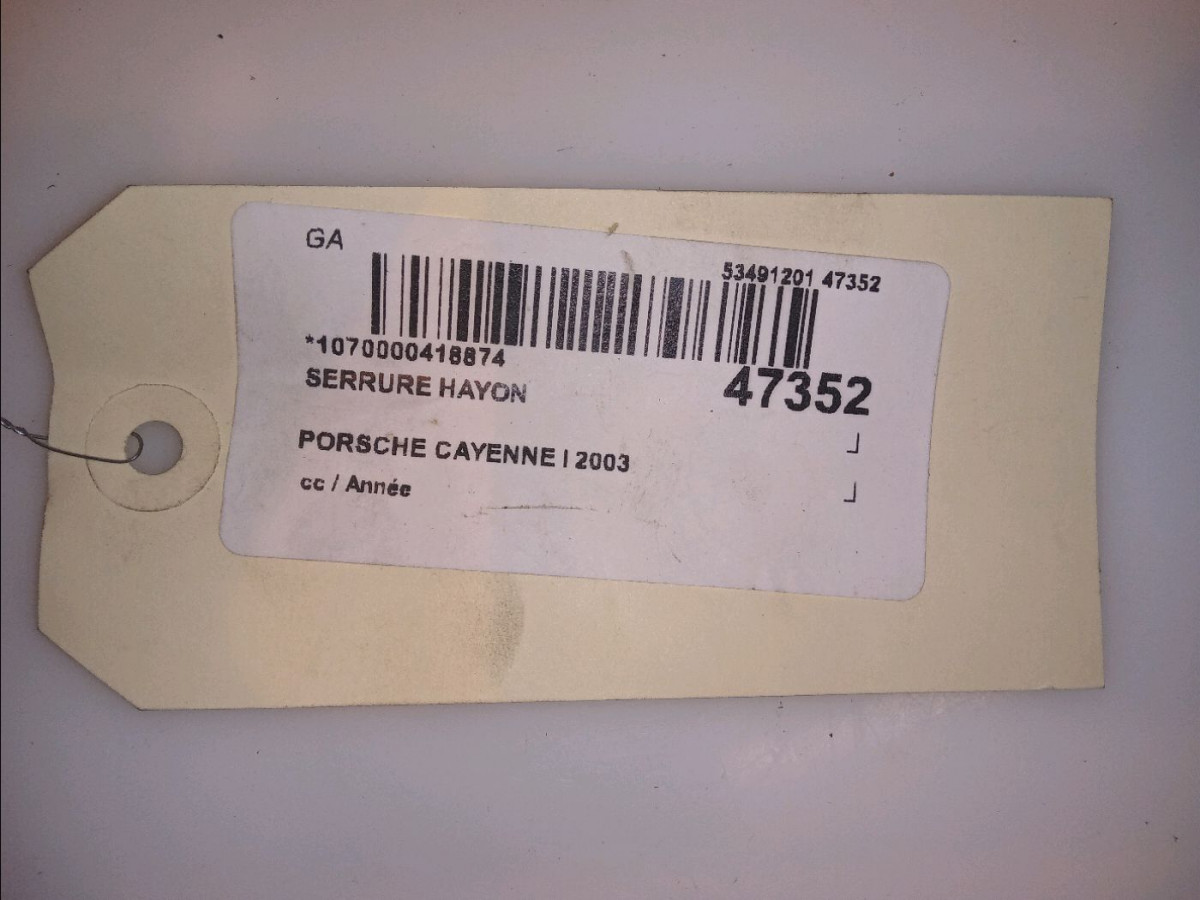 GA
53491201 47352
*1070000418874
47352
SERRURE HAYON
PORSCHE CAYENNE I 2003
cc / Année